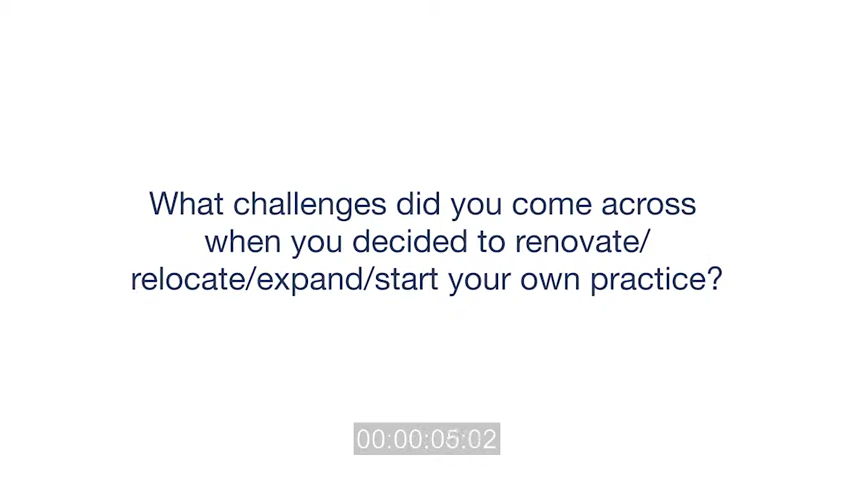 What challenges did you come across
when you decided to renovate/
relocate/expand/start your own practice?
00:00:05:02